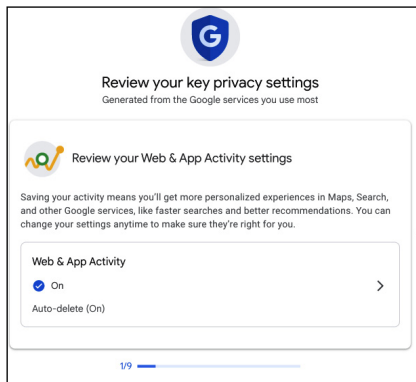 G
Review your key privacy settings
Generated from the Google services you use most
Review your Web & App Activity settings
Saving your activity means you'll get more personalized experiences in Maps, Search,
and other Google services, like faster searches and better recommendations. You can
change your settings anytime to make sure they're right for you.
Web & App Activity
On
Auto-delete (On)
1/9